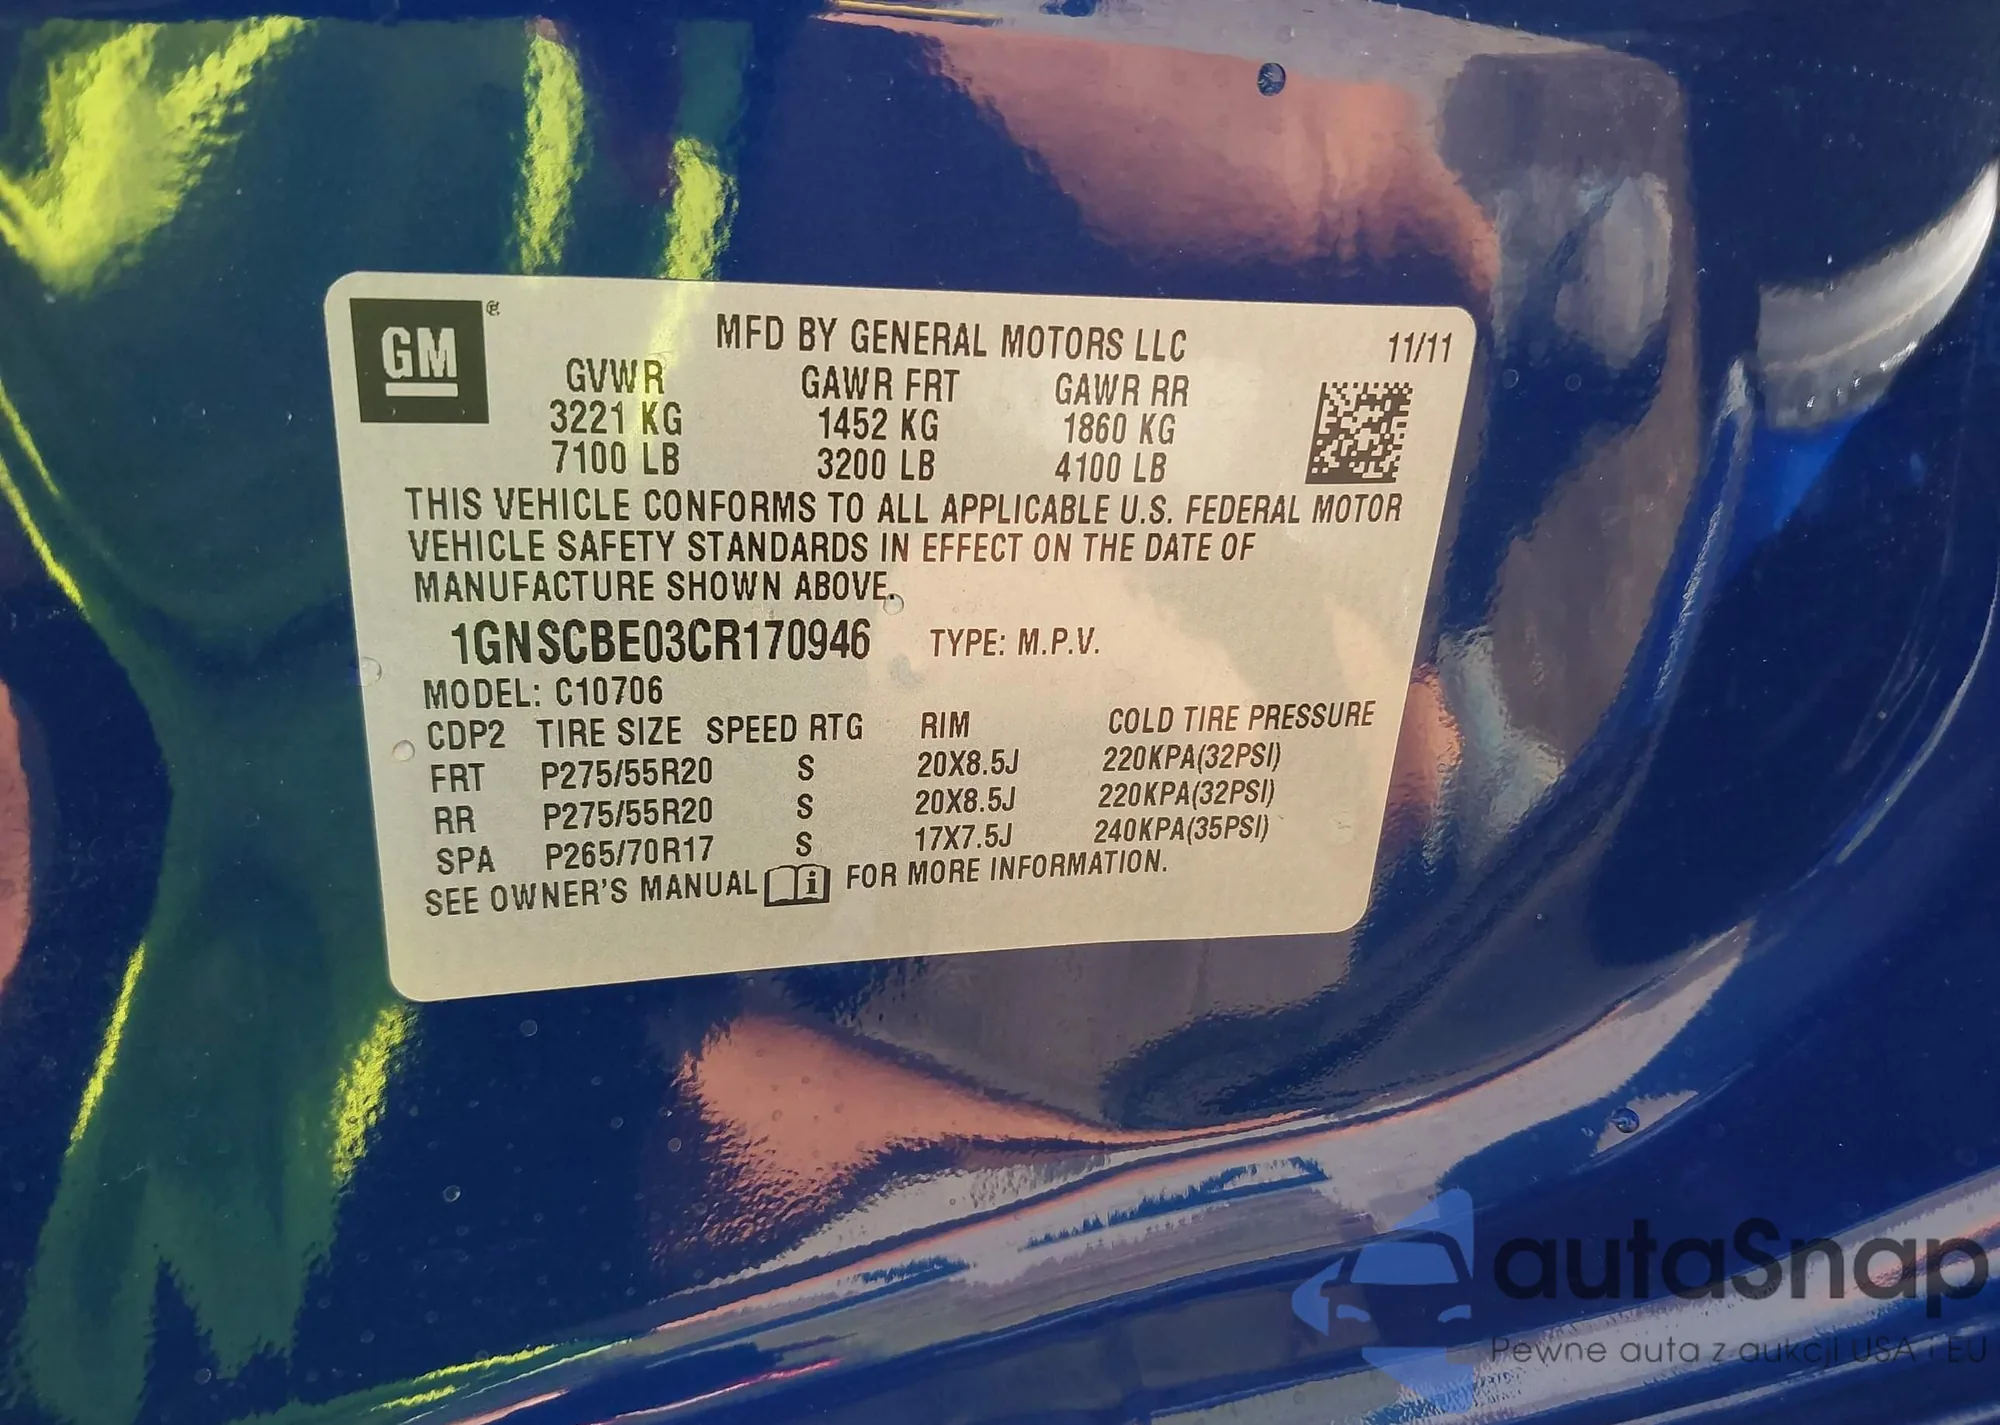 GM ®
MFD BY GENERAL MOTORS LLC 11/11
GVWR GAWR FRT GAWR RR
3221 KG 1452 KG 1860 KG
7100 LB 3200 LB 4100 LB
THIS VEHICLE CONFORMS TO ALL APPLICABLE U.S. FEDERAL MOTOR
VEHICLE SAFETY STANDARDS IN EFFECT ON THE DATE OF
MANUFACTURE SHOWN ABOVE.
1GNSCBE03CR170946 TYPE: M.P.V.
MODEL: C10706
CDP2 TIRE SIZE SPEED RTG RIM COLD TIRE PRESSURE
FRT P275/55R20 S 20X8.5J 220KPA(32PSI)
RR P275/55R20 S 20X8.5J 220KPA(32PSI)
SPA P265/70R17 S 17X7.5J 240KPA(35PSI)
SEE OWNER'S MANUAL FOR MORE INFORMATION.
autaSnap
Pewne auta z aukcji USA i EU